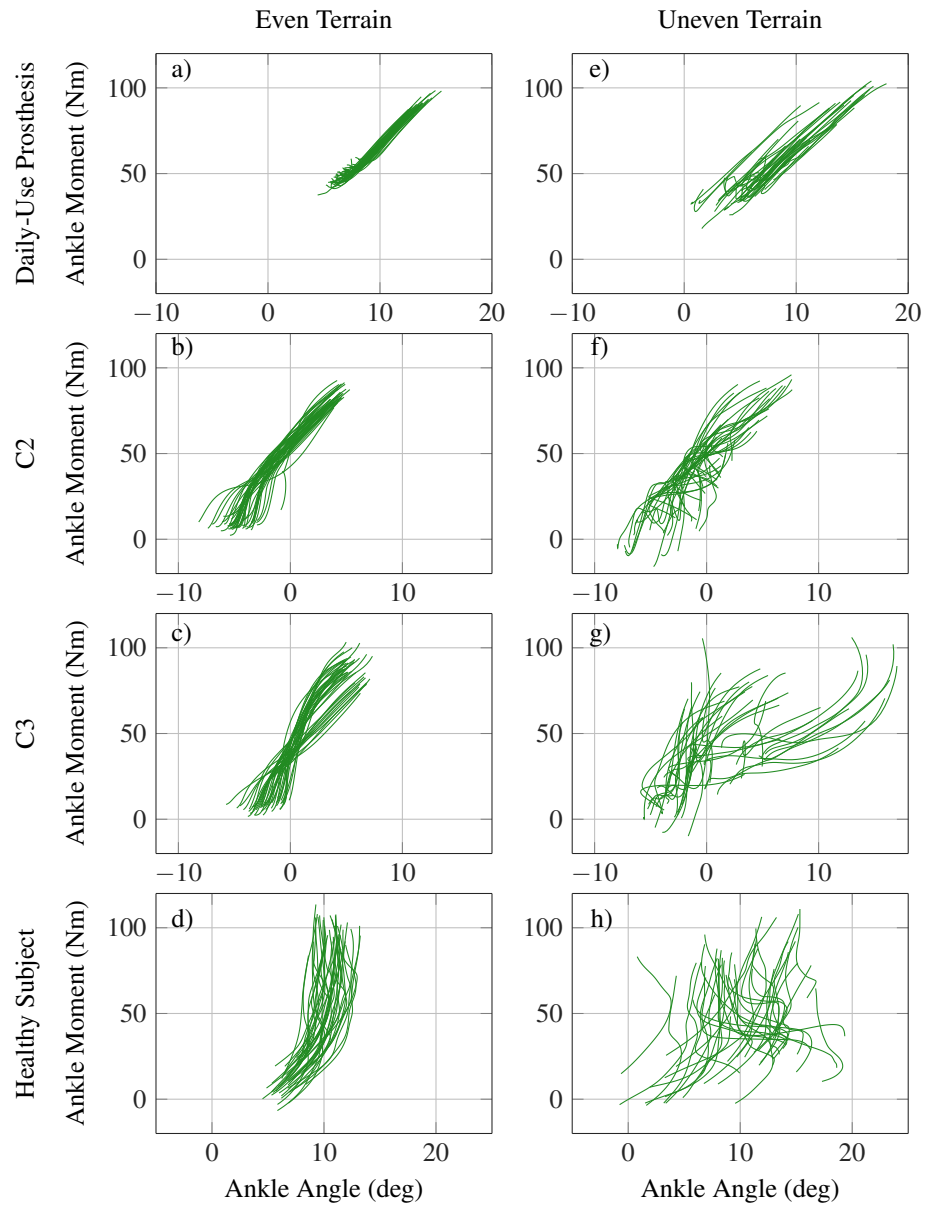 Even Terrain
Uneven Terrain
Daily-Use Prosthesis
Ankle Moment (Nm)
a)
100
50
0
−10
0
10
20
e)
100
50
0
−10
0
10
20
C2
Ankle Moment (Nm)
b)
100
50
0
−10
0
10
f)
100
50
0
−10
0
10
C3
Ankle Moment (Nm)
c)
100
50
0
−10
0
10
g)
100
50
0
−10
0
10
Healthy Subject
Ankle Moment (Nm)
d)
100
50
0
0
10
20
Ankle Angle (deg)
h)
100
50
0
0
10
20
Ankle Angle (deg)